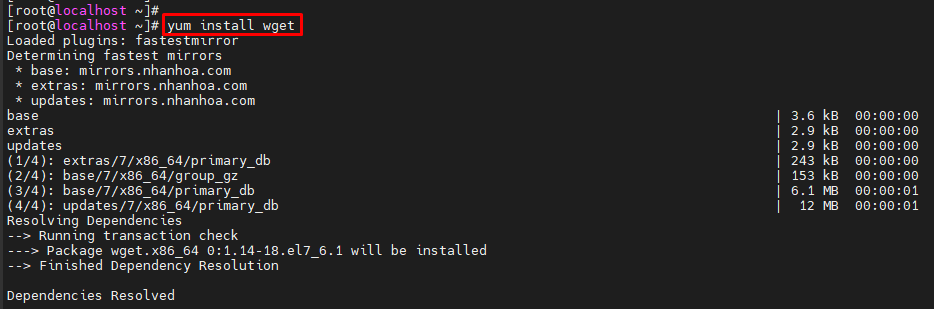 [root@localhost ~]#
[root@localhost ~]# yum install wget
Loaded plugins: fastestmirror
Determining fastest mirrors
 * base: mirrors.nhanhoa.com
 * extras: mirrors.nhanhoa.com
 * updates: mirrors.nhanhoa.com
base | 3.6 kB 00:00:00
extras | 2.9 kB 00:00:00
updates | 2.9 kB 00:00:00
(1/4): extras/7/x86_64/primary_db | 243 kB 00:00:00
(2/4): base/7/x86_64/group_gz | 153 kB 00:00:00
(3/4): base/7/x86_64/primary_db | 6.1 MB 00:00:01
(4/4): updates/7/x86_64/primary_db | 12 MB 00:00:01
Resolving Dependencies
--> Running transaction check
---> Package wget.x86_64 0:1.14-18.el7_6.1 will be installed
--> Finished Dependency Resolution
Dependencies Resolved